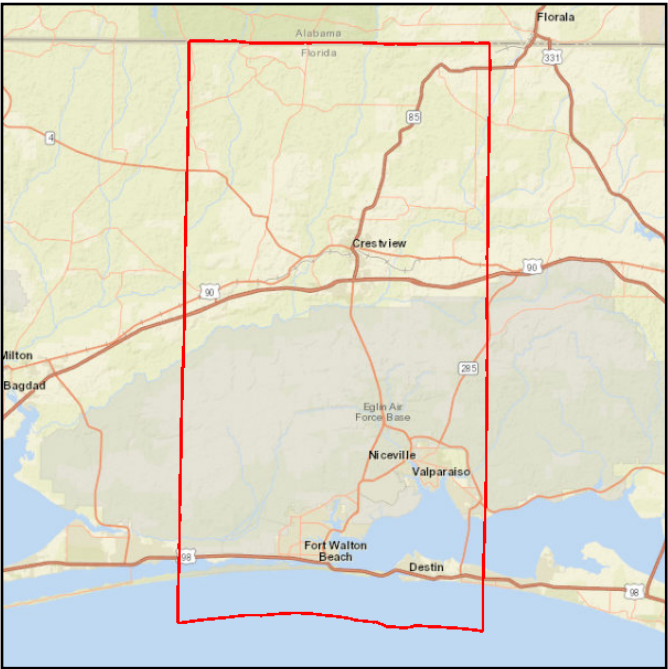 Florala
Alabama
Florida
331
85
4
Crestview
90
90
Milton
285
Bagdad
Eglin Air
Force Base
Niceville
Valparaiso
Fort Walton
Beach
98
Destin
98